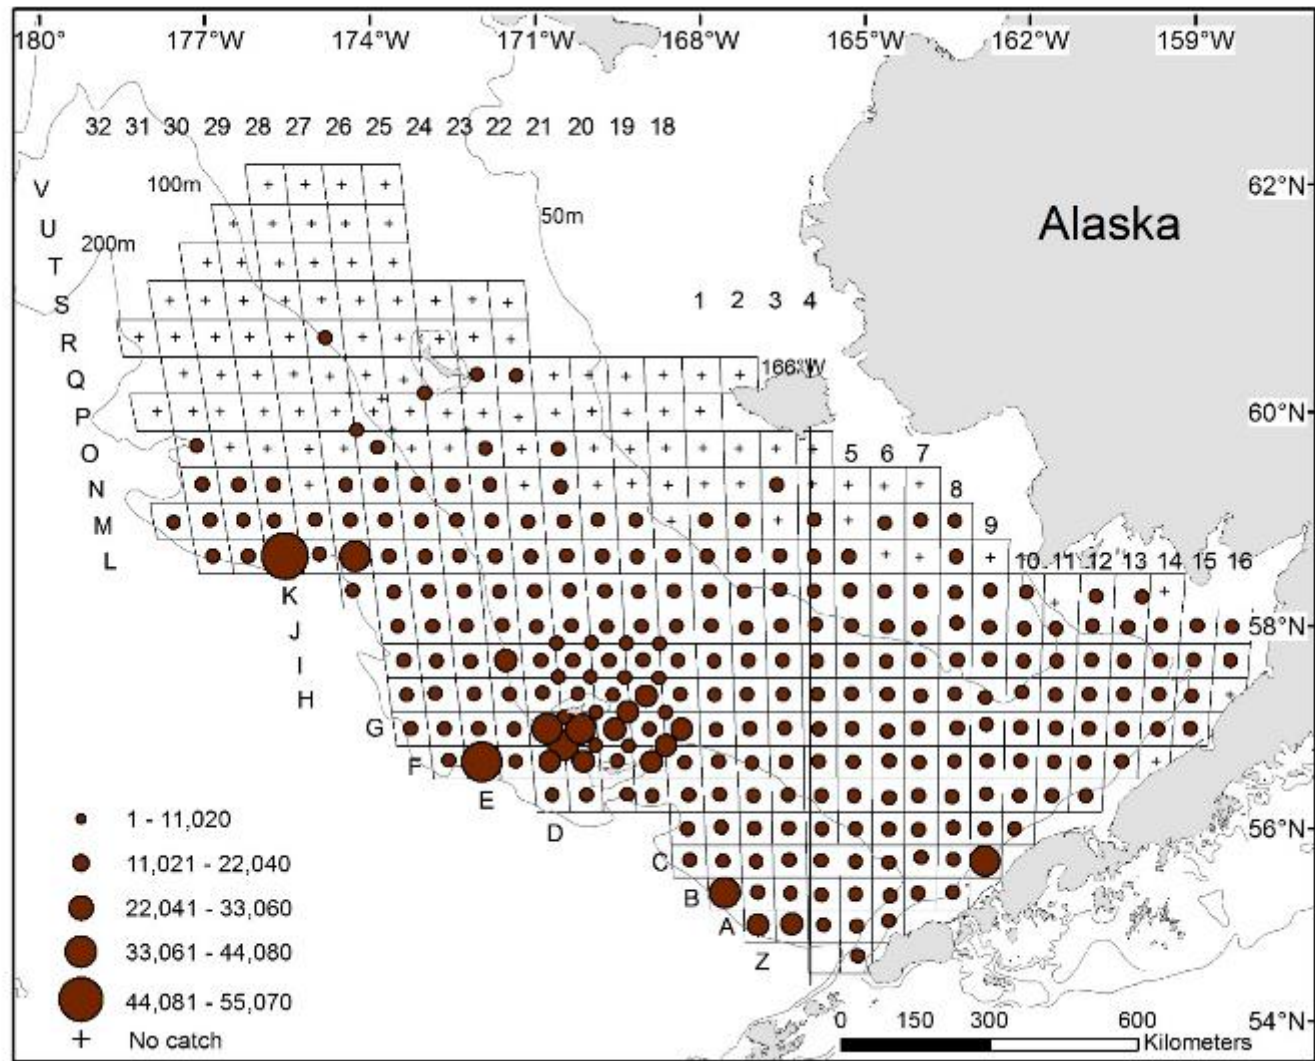 180° 177°W 174°W 171°W 168°W 165°W 162°W 159°W
32 31 30 29 28 27 26 25 24 23 22 21 20 19 18
V 100m 62°N
50m
U Alaska
200m
T
S 1 2 3 4
R
Q 166°W
P 60°N
O 5 6 7
N 8
M 9
L 10 11 12 13 14 15 16
K
J 58°N
I
H
G
F
E
1 - 11,020
D 56°N
11,021 - 22,040
C
B
22,041 - 33,060
A
33,061 - 44,080
Z
44,081 - 55,070
0 150 300 600
54°N
No catch
Kilometers